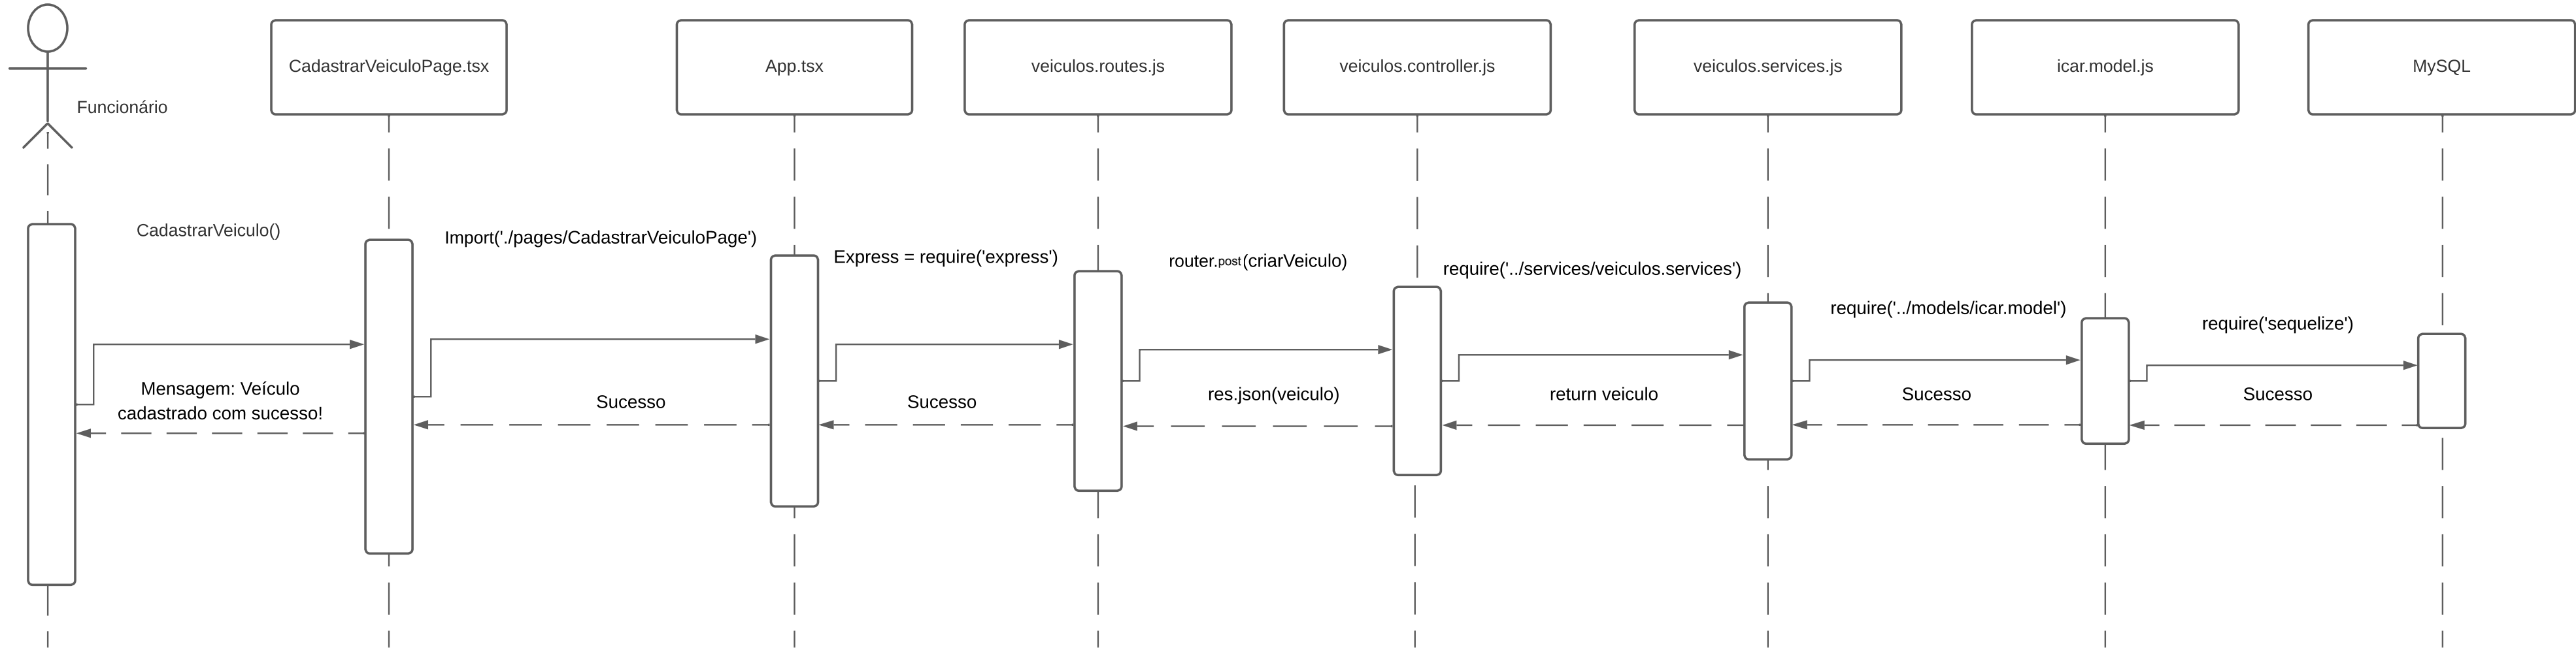 CadastrarVeiculoPage.tsx
App.tsx
veiculos.routes.js
veiculos.controller.js
veiculos.services.js
icar.model.js
MySQL
Funcionário
CadastrarVeiculo()
Import('./pages/CadastrarVeiculoPage')
Express = require('express')
router.post(criarVeiculo)
require('../services/veiculos.services')
require('../models/icar.model')
require('sequelize')
Mensagem: Veículo
cadastrado com sucesso!
Sucesso
Sucesso
res.json(veiculo)
return veiculo
Sucesso
Sucesso